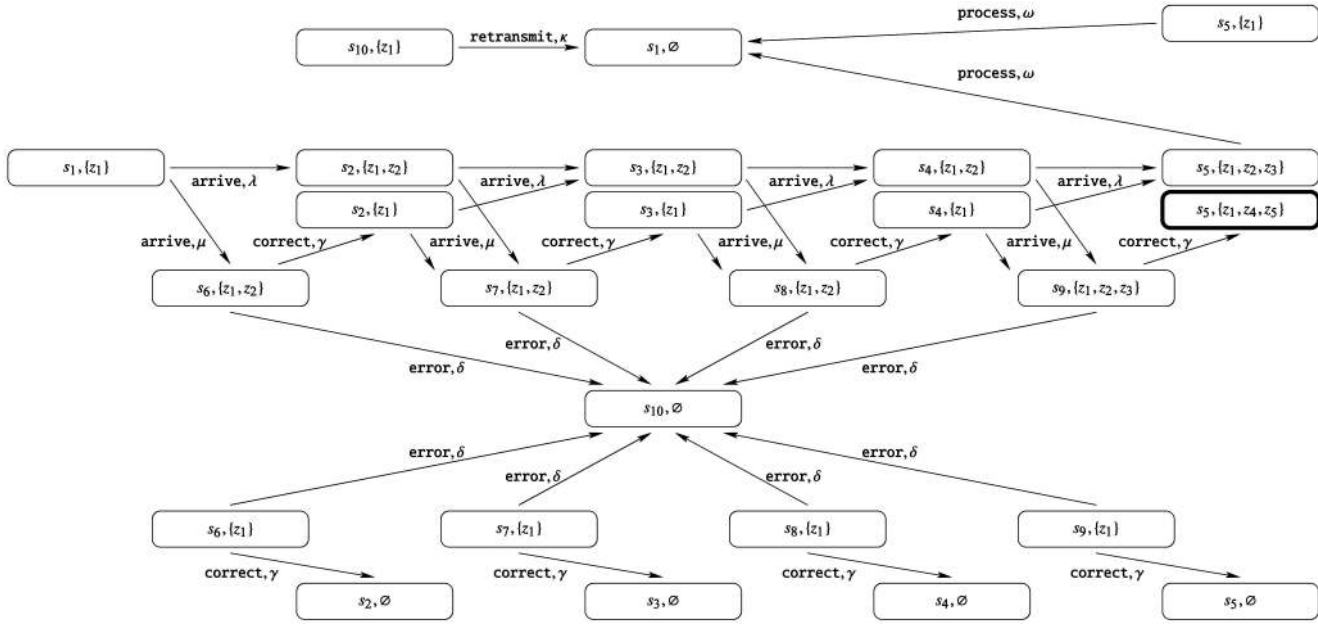 process, ω
s5, {z1}
s10, {z1}
retransmit, κ
s1, ∅
process, ω
s1, {z1}
s2, {z1, z2}
s3, {z1, z2}
s4, {z1, z2}
s5, {z1, z2, z3}
arrive, λ
arrive, λ
arrive, λ
arrive, λ
s2, {z1}
s3, {z1}
s4, {z1}
s5, {z1, z4, z5}
arrive, μ
correct, γ
arrive, μ
correct, γ
arrive, μ
correct, γ
arrive, μ
correct, γ
s6, {z1, z2}
s7, {z1, z2}
s8, {z1, z2}
s9, {z1, z2, z3}
error, δ
error, δ
error, δ
error, δ
s10, ∅
error, δ
error, δ
error, δ
error, δ
s6, {z1}
s7, {z1}
s8, {z1}
s9, {z1}
correct, γ
correct, γ
correct, γ
correct, γ
s2, ∅
s3, ∅
s4, ∅
s5, ∅